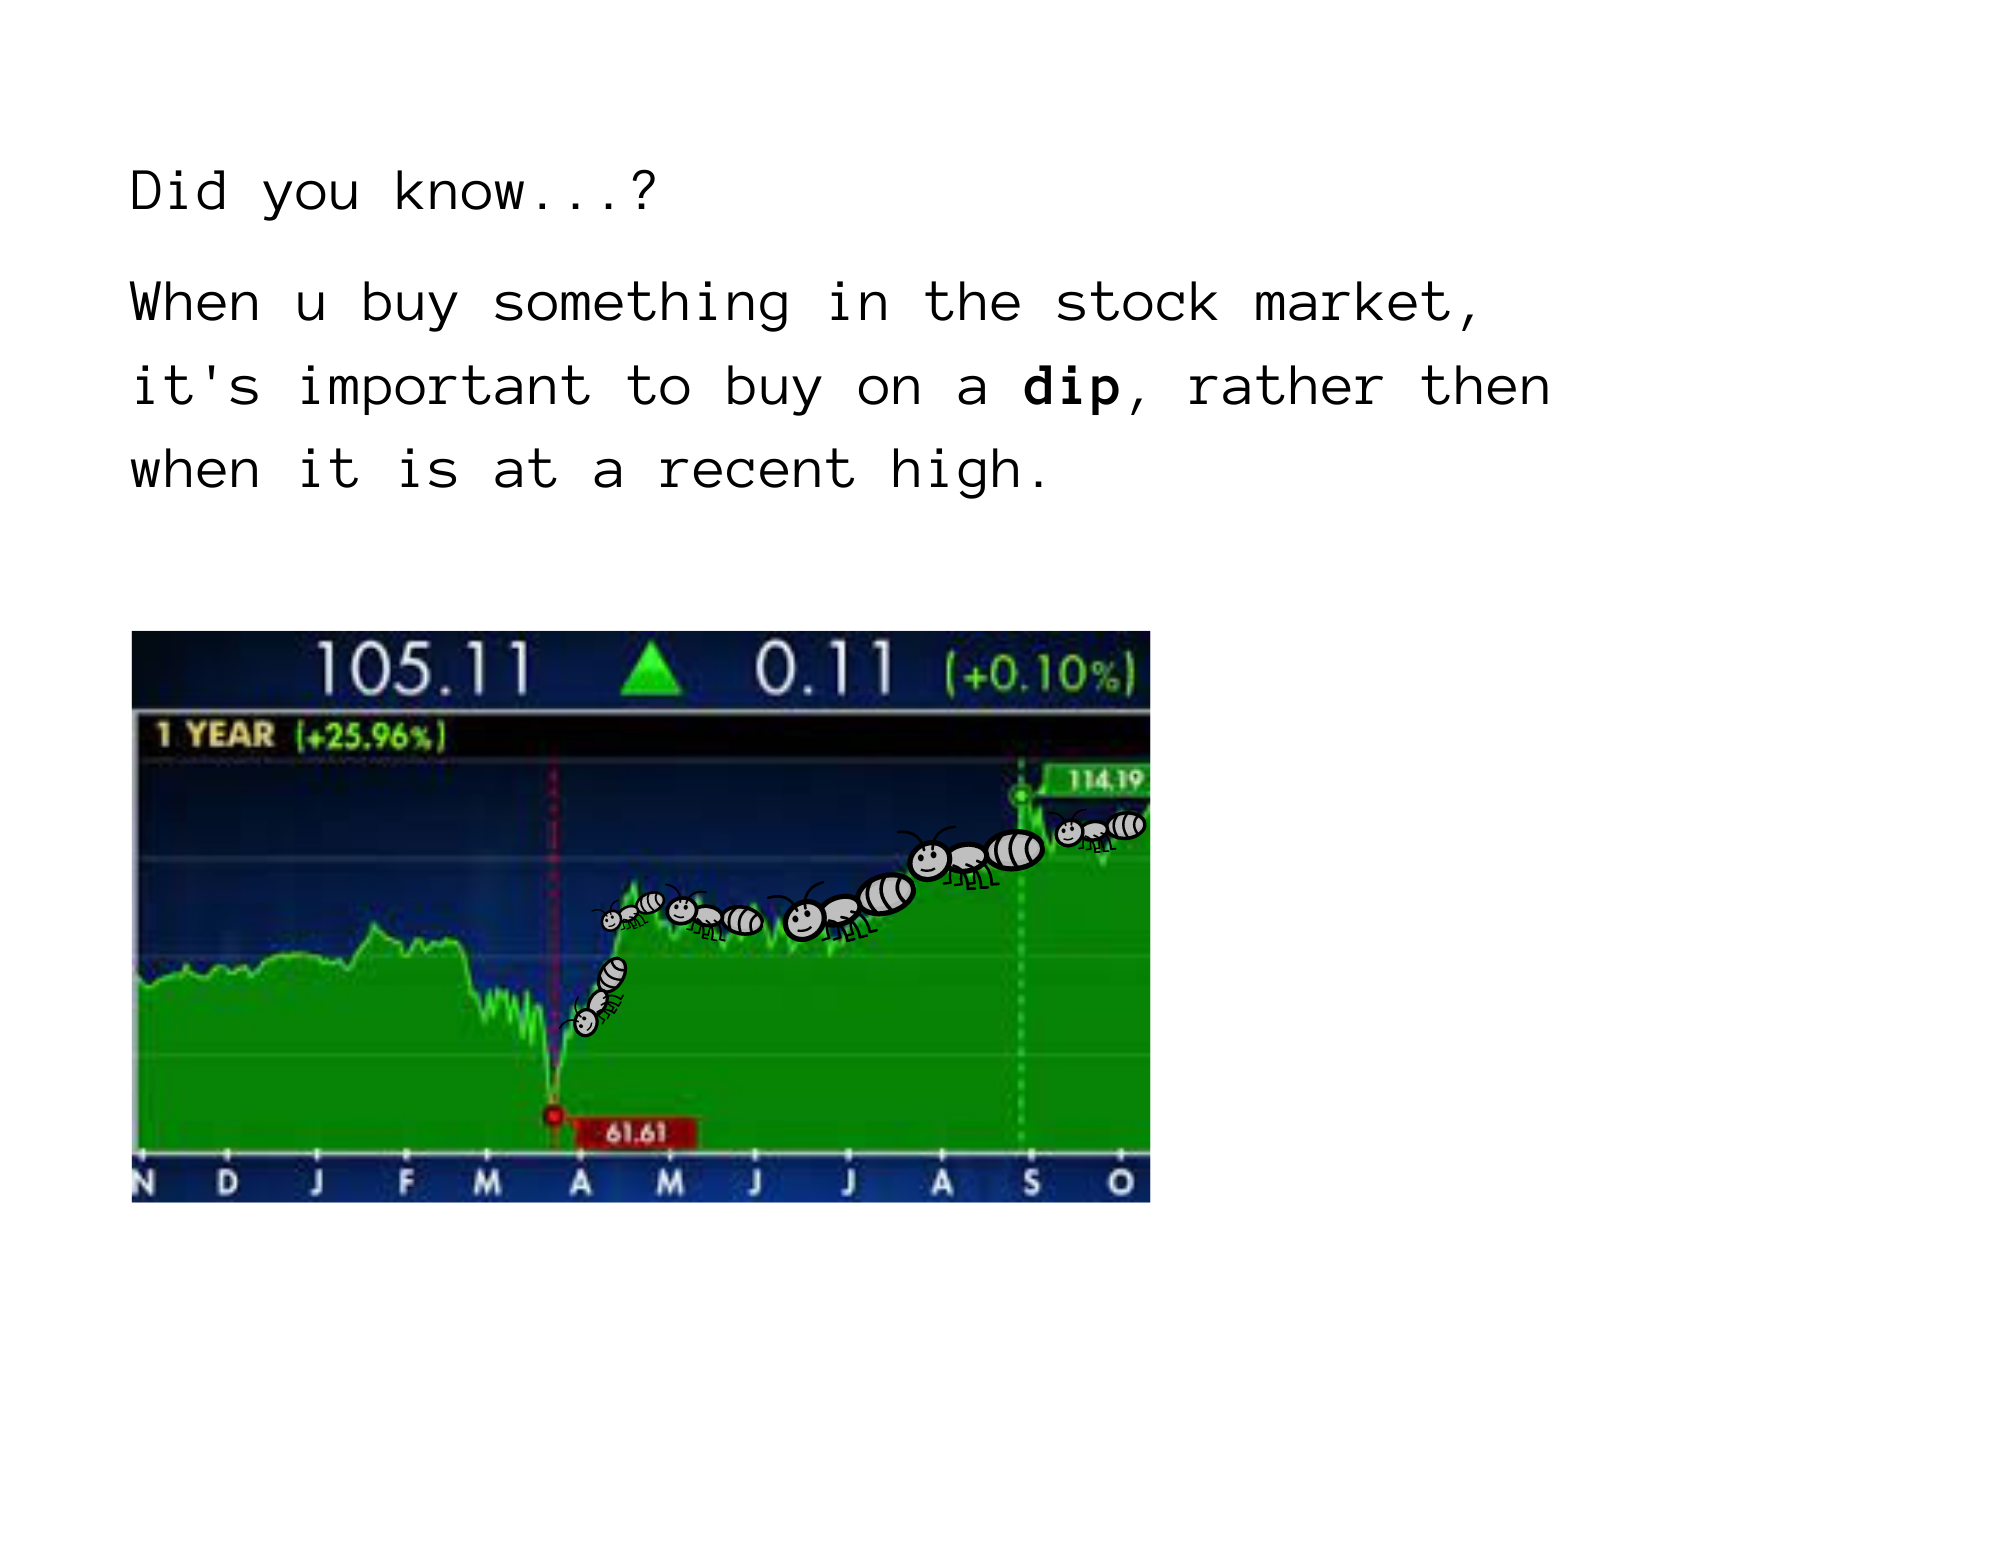 Did you know...?
When u buy something in the stock market,
it's important to buy on a dip, rather then
when it is at a recent high.
105.11 ▲ 0.11 (+0.10%)
1 YEAR (+25.96%)
114.19
61.61
N D J F M A M J J A S O